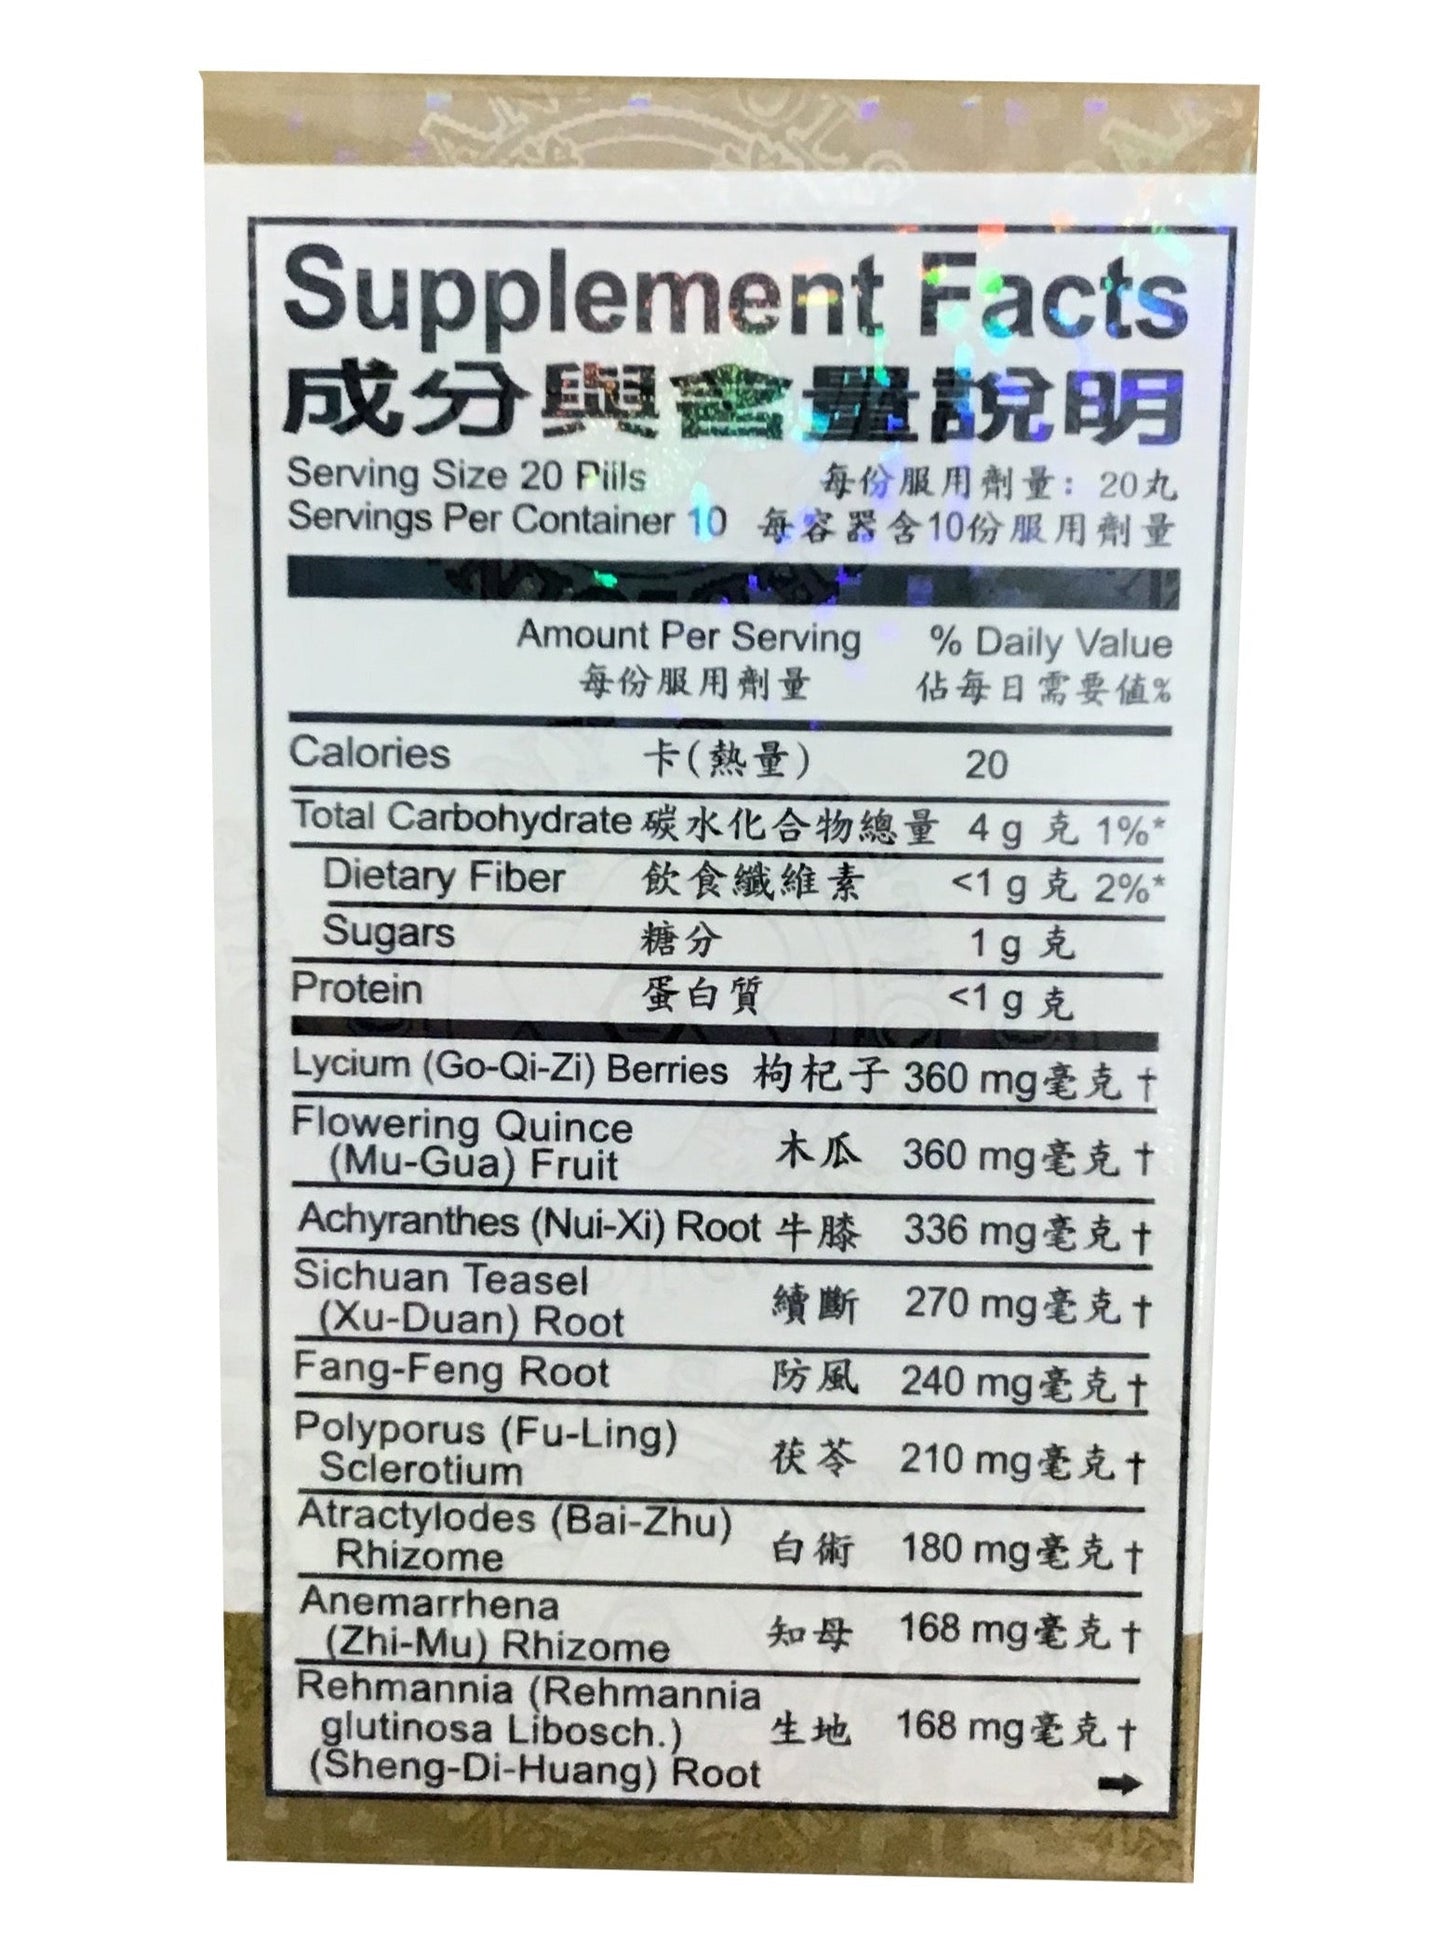 Supplement Facts
成分與含量說明
Serving Size 20 Pills 每份服用劑量：20丸
Servings Per Container 10 每容器含10份服用劑量
Amount Per Serving % Daily Value
每份服用劑量 佔每日需要值%
Calories 卡(熱量) 20
Total Carbohydrate 碳水化合物總量 4 g 克 1%*
Dietary Fiber 飲食纖維素 <1 g 克 2%*
Sugars 糖分 1 g 克
Protein 蛋白質 <1 g 克
Lycium (Go-Qi-Zi) Berries 枸杞子 360 mg毫克 †
Flowering Quince
(Mu-Gua) Fruit 木瓜 360 mg毫克 †
Achyranthes (Nui-Xi) Root 牛膝 336 mg毫克 †
Sichuan Teasel
(Xu-Duan) Root 續斷 270 mg毫克 †
Fang-Feng Root 防風 240 mg毫克 †
Polyporus (Fu-Ling)
Sclerotium 茯苓 210 mg毫克 †
Atractylodes (Bai-Zhu)
Rhizome 白術 180 mg毫克 †
Anemarrhena
(Zhi-Mu) Rhizome 知母 168 mg毫克 †
Rehmannia (Rehmannia
glutinosa Libosch.) 生地 168 mg毫克 †
(Sheng-Di-Huang) Root